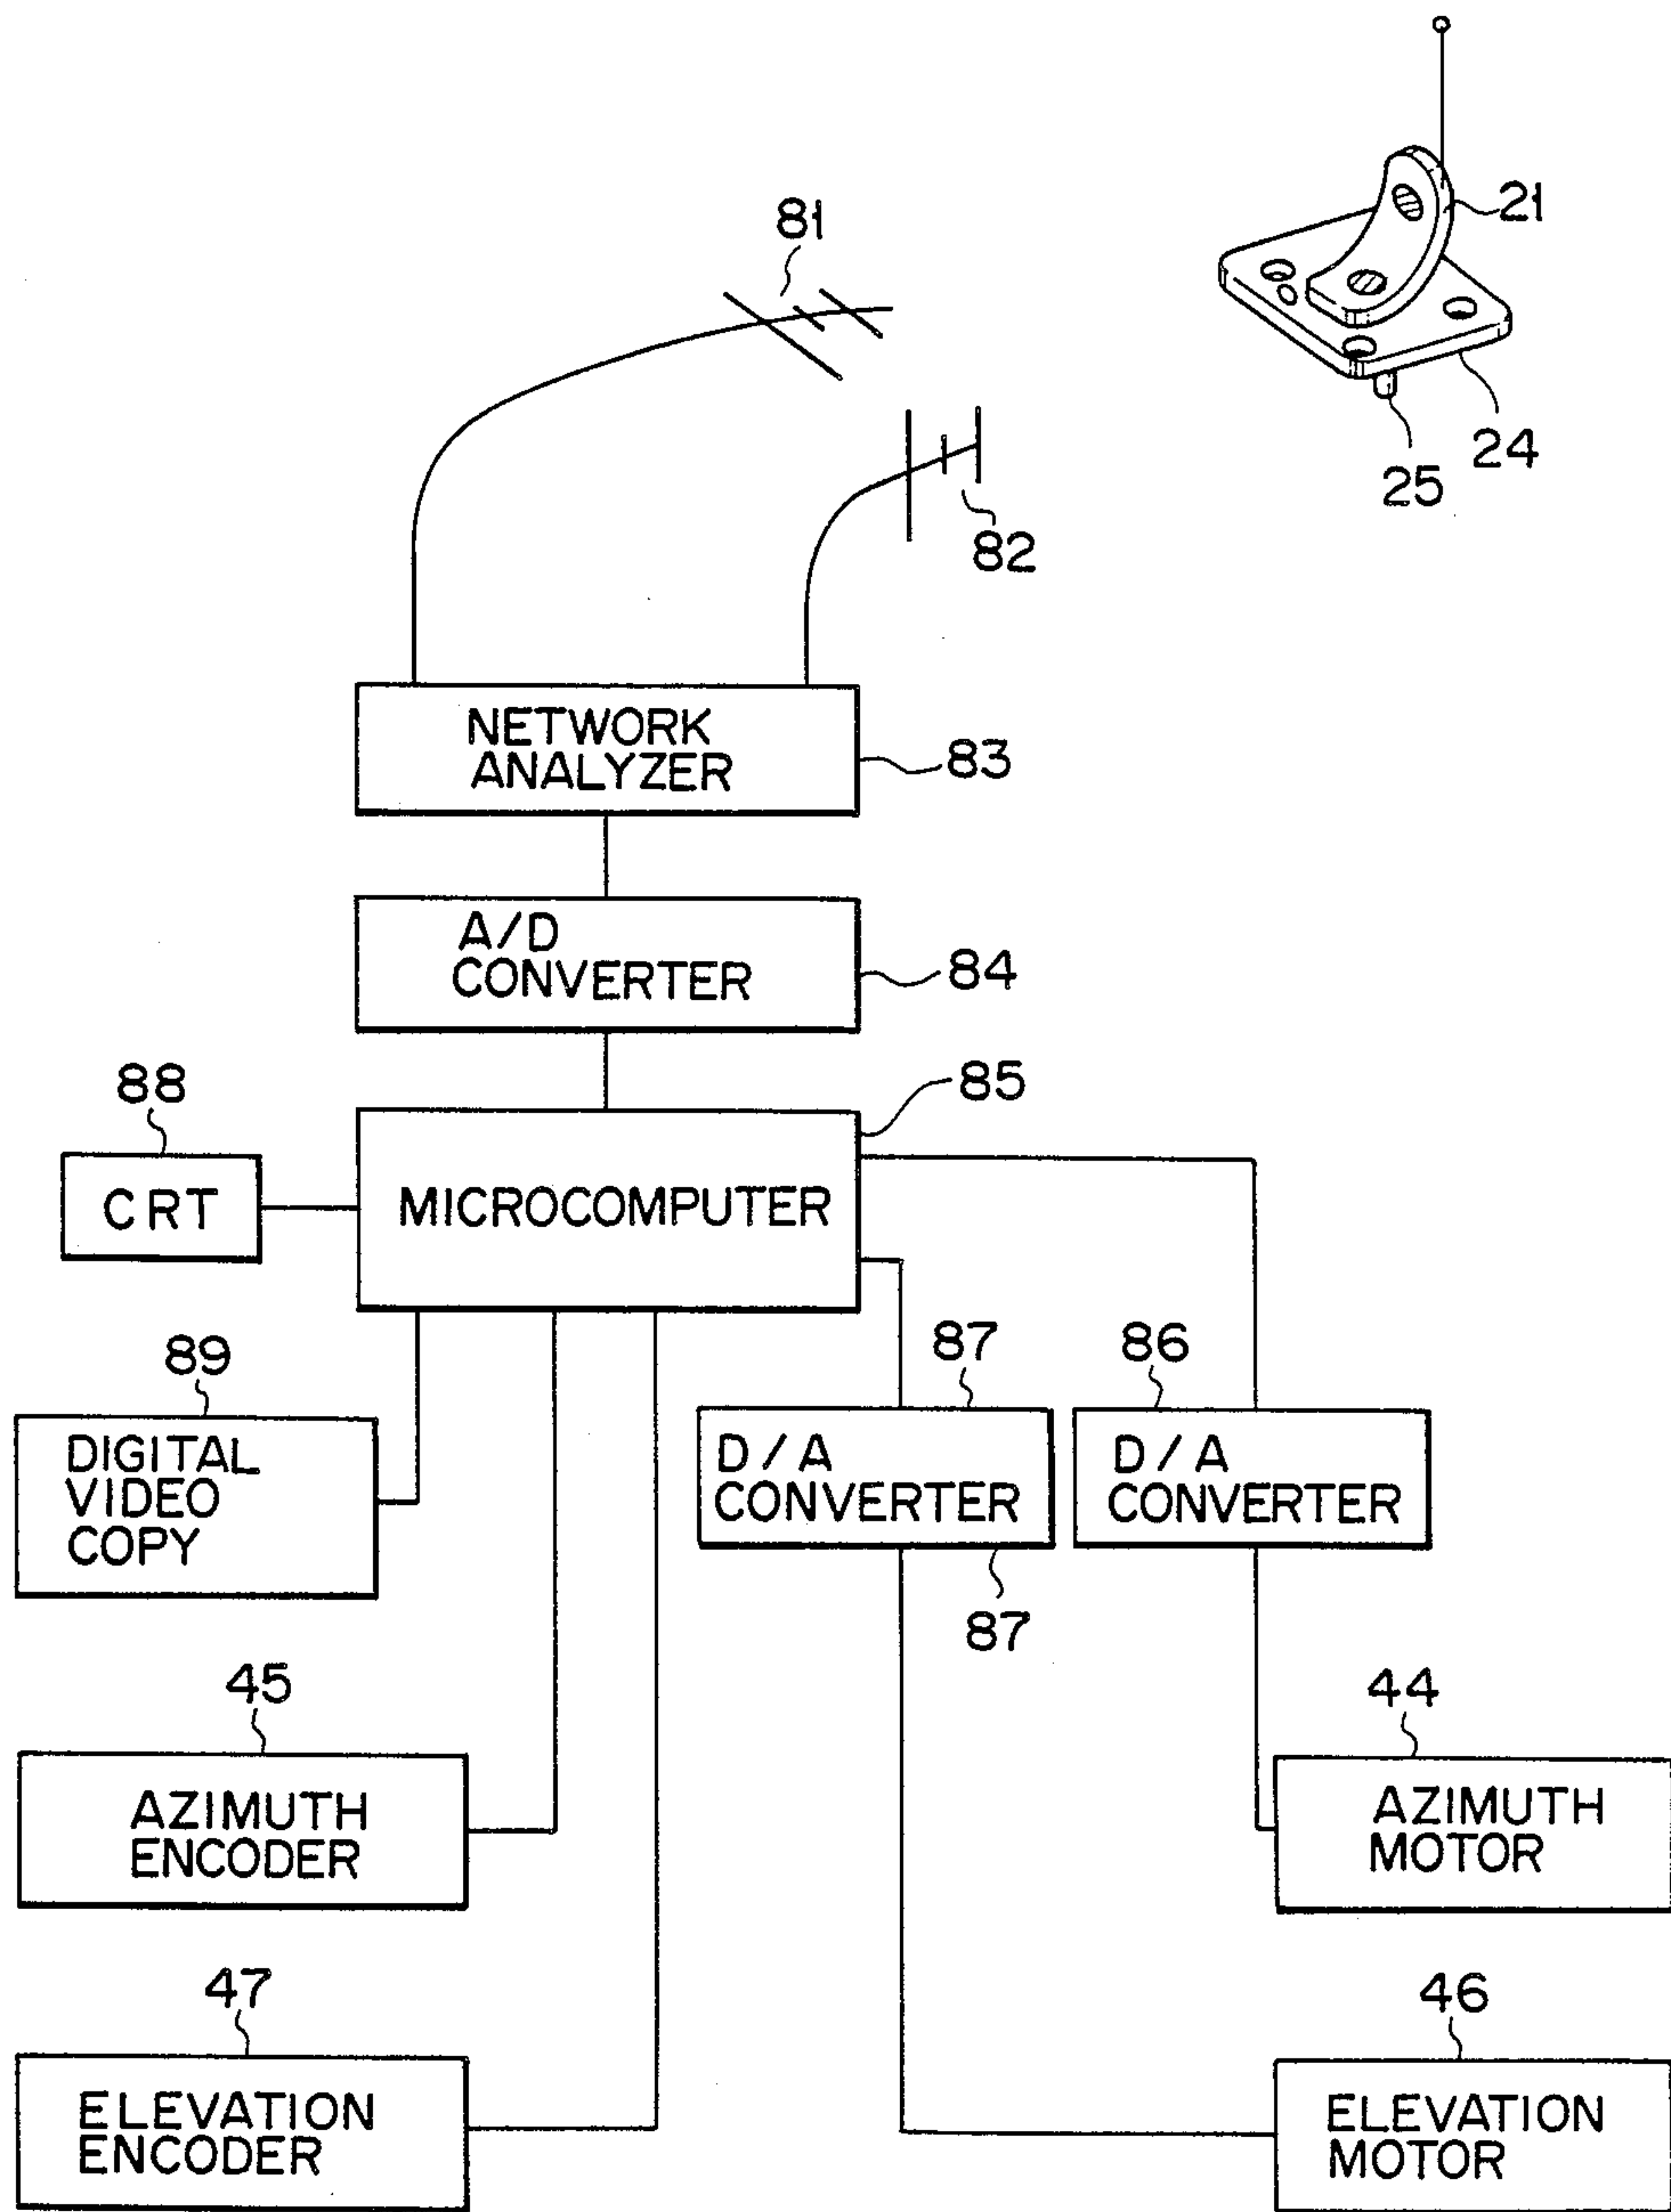 81
21
24
25
82
NETWORK
ANALYZER
83
A/D
CONVERTER
84
88
85
CRT
MICROCOMPUTER
89
87
86
DIGITAL
VIDEO
COPY
D/A
CONVERTER
D/A
CONVERTER
87
45
44
AZIMUTH
ENCODER
AZIMUTH
MOTOR
47
46
ELEVATION
ENCODER
ELEVATION
MOTOR